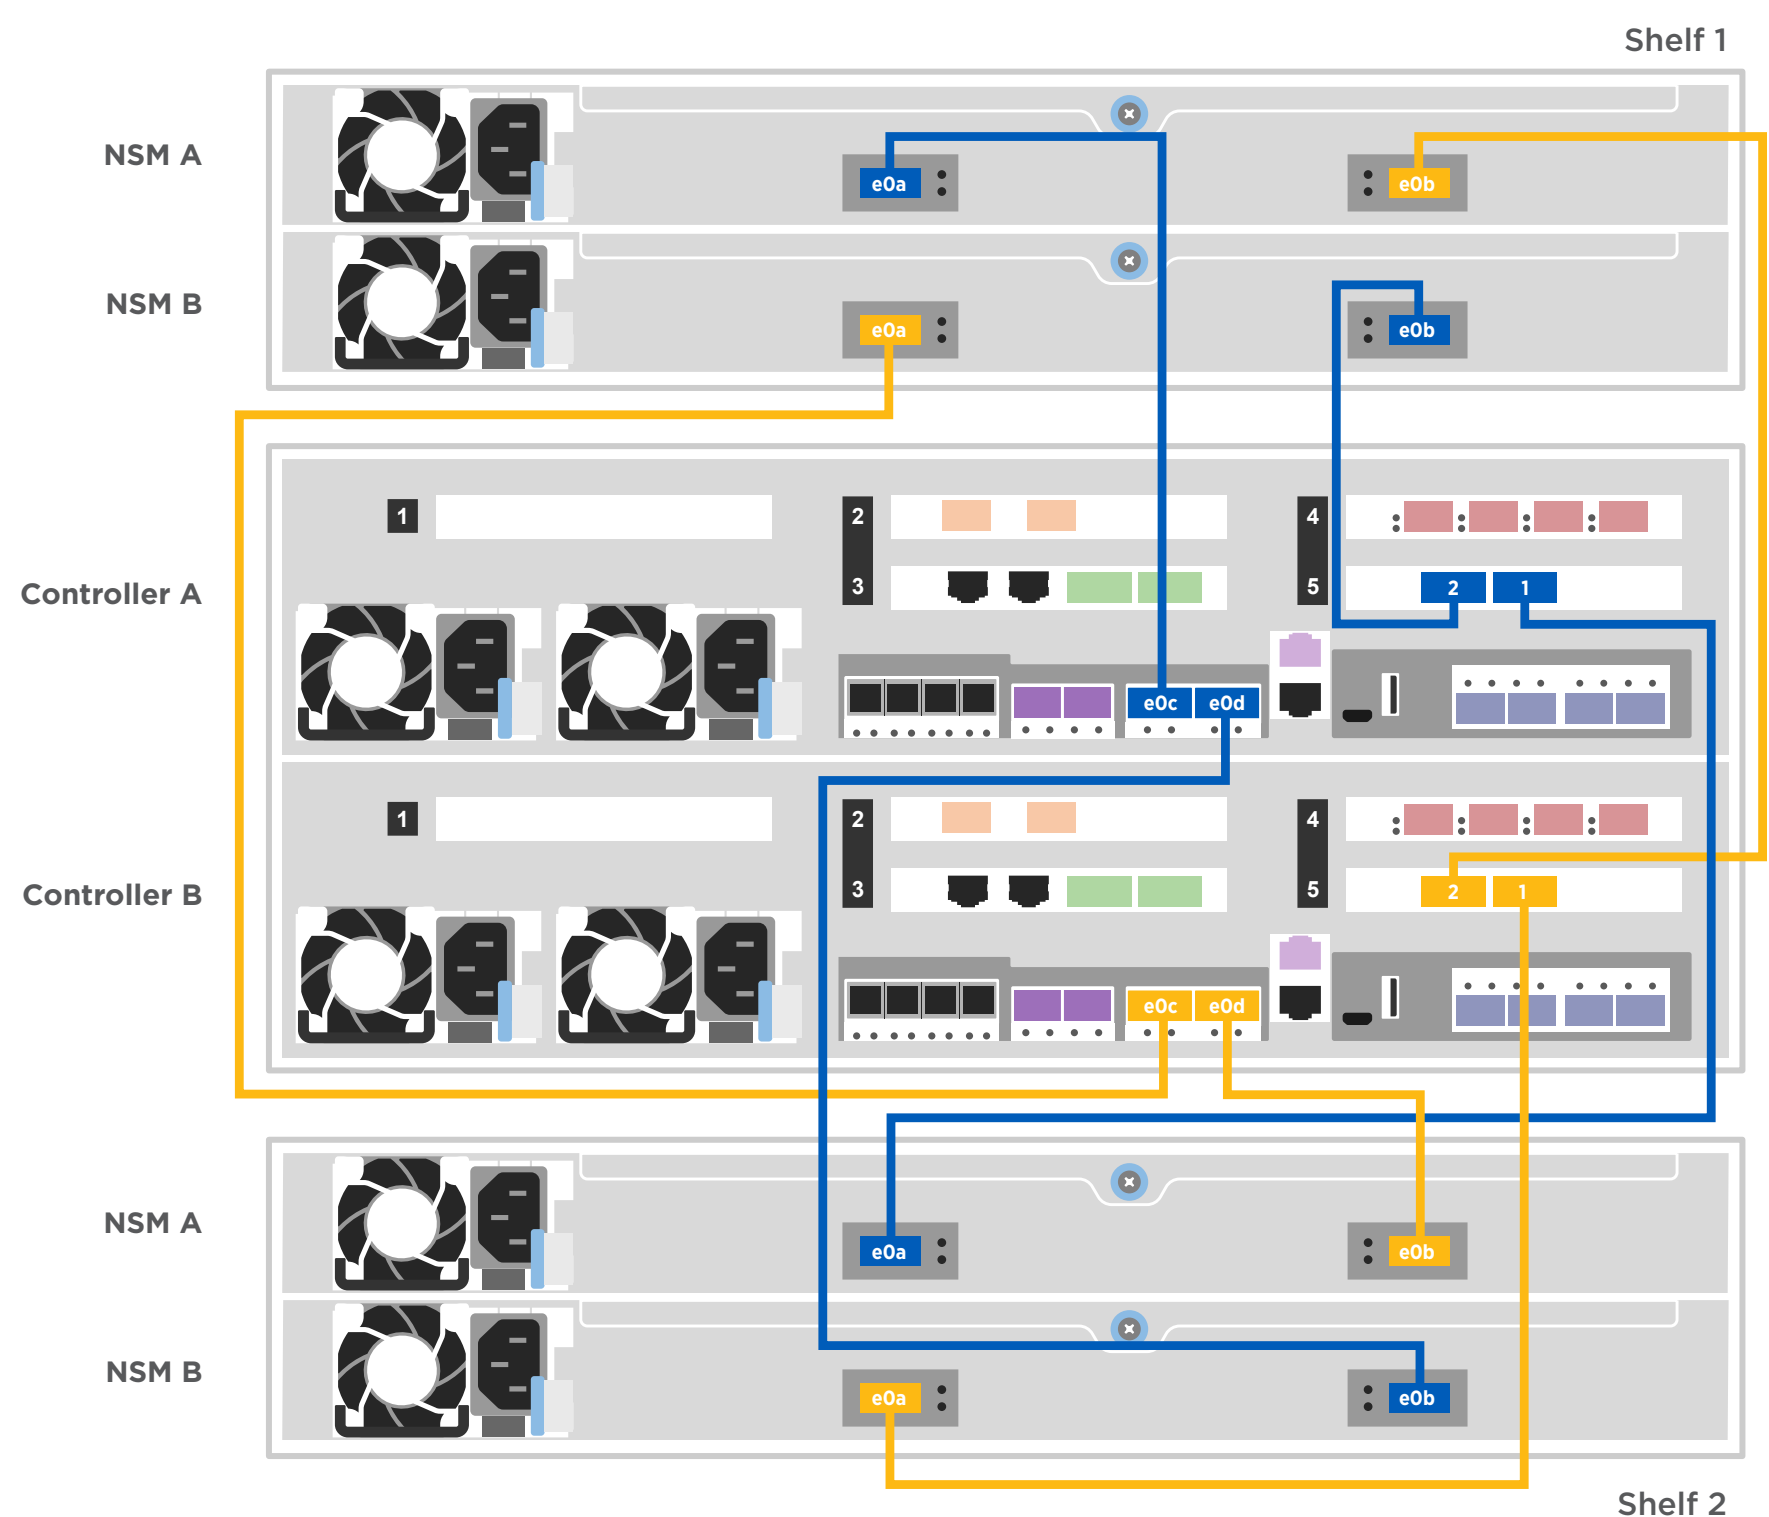 Shelf 1
NSM A
e0a
e0b
NSM B
e0a
e0b
1
2
4
Controller A
3
5
2
1
e0c
e0d
1
2
4
Controller B
3
5
2
1
e0c
e0d
NSM A
e0a
e0b
NSM B
e0a
e0b
Shelf 2